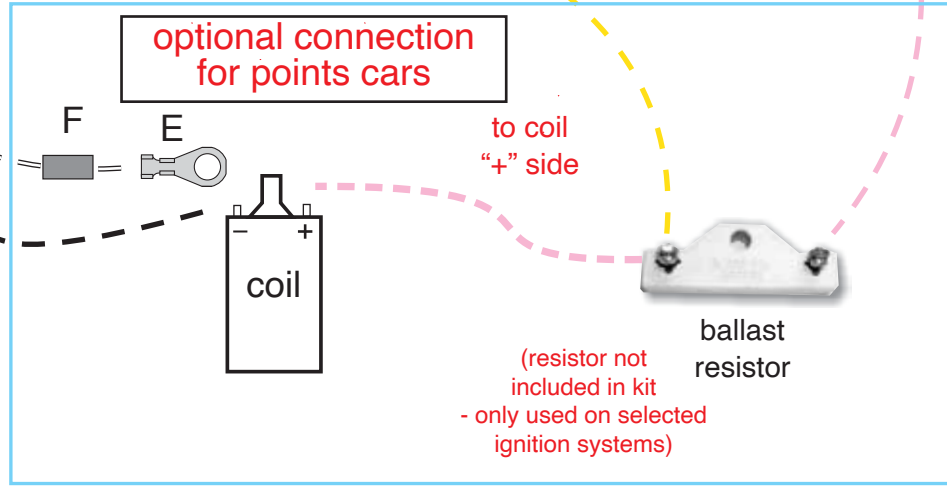 optional connection
for points cars
F
E
to coil
“+” side
−
+
coil
ballast
resistor
(resistor not
included in kit
- only used on selected
ignition systems)